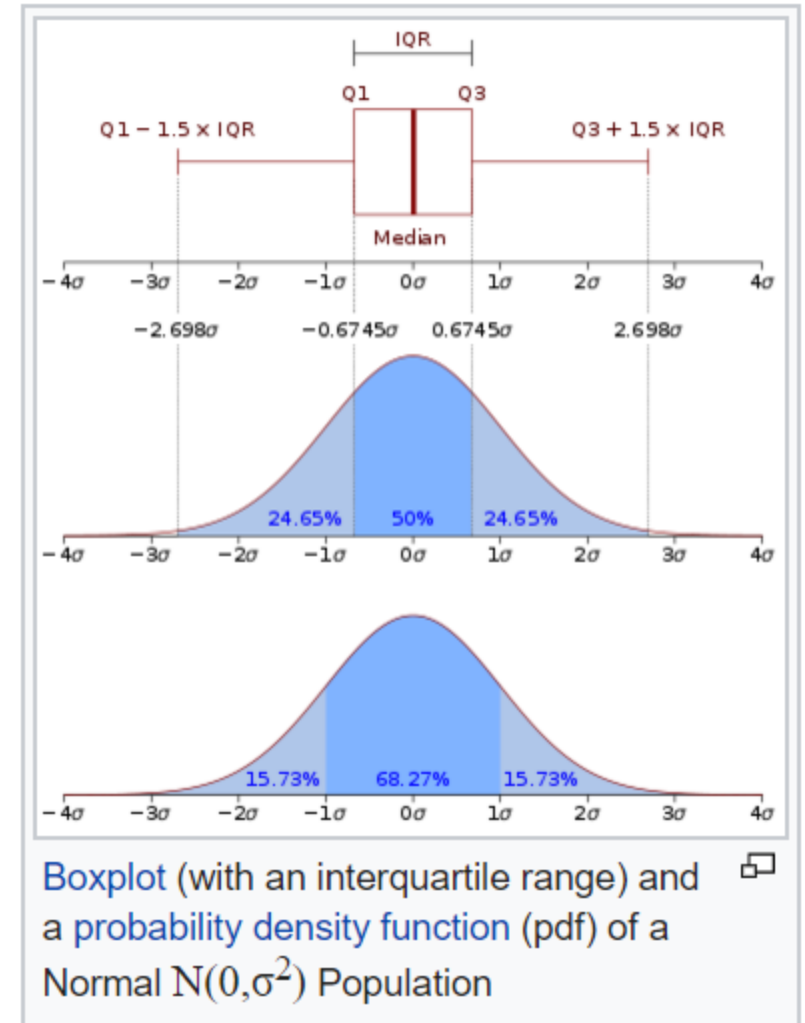 IQR
Q1 Q3
Q1 − 1.5 × IQR Q3 + 1.5 × IQR
Median
−4σ −3σ −2σ −1σ 0σ 1σ 2σ 3σ 4σ
−2.698σ −0.6745σ 0.6745σ 2.698σ
24.65% 50% 24.65%
−4σ −3σ −2σ −1σ 0σ 1σ 2σ 3σ 4σ
15.73% 68.27% 15.73%
−4σ −3σ −2σ −1σ 0σ 1σ 2σ 3σ 4σ
Boxplot (with an interquartile range) and
a probability density function (pdf) of a
Normal N(0,σ²) Population